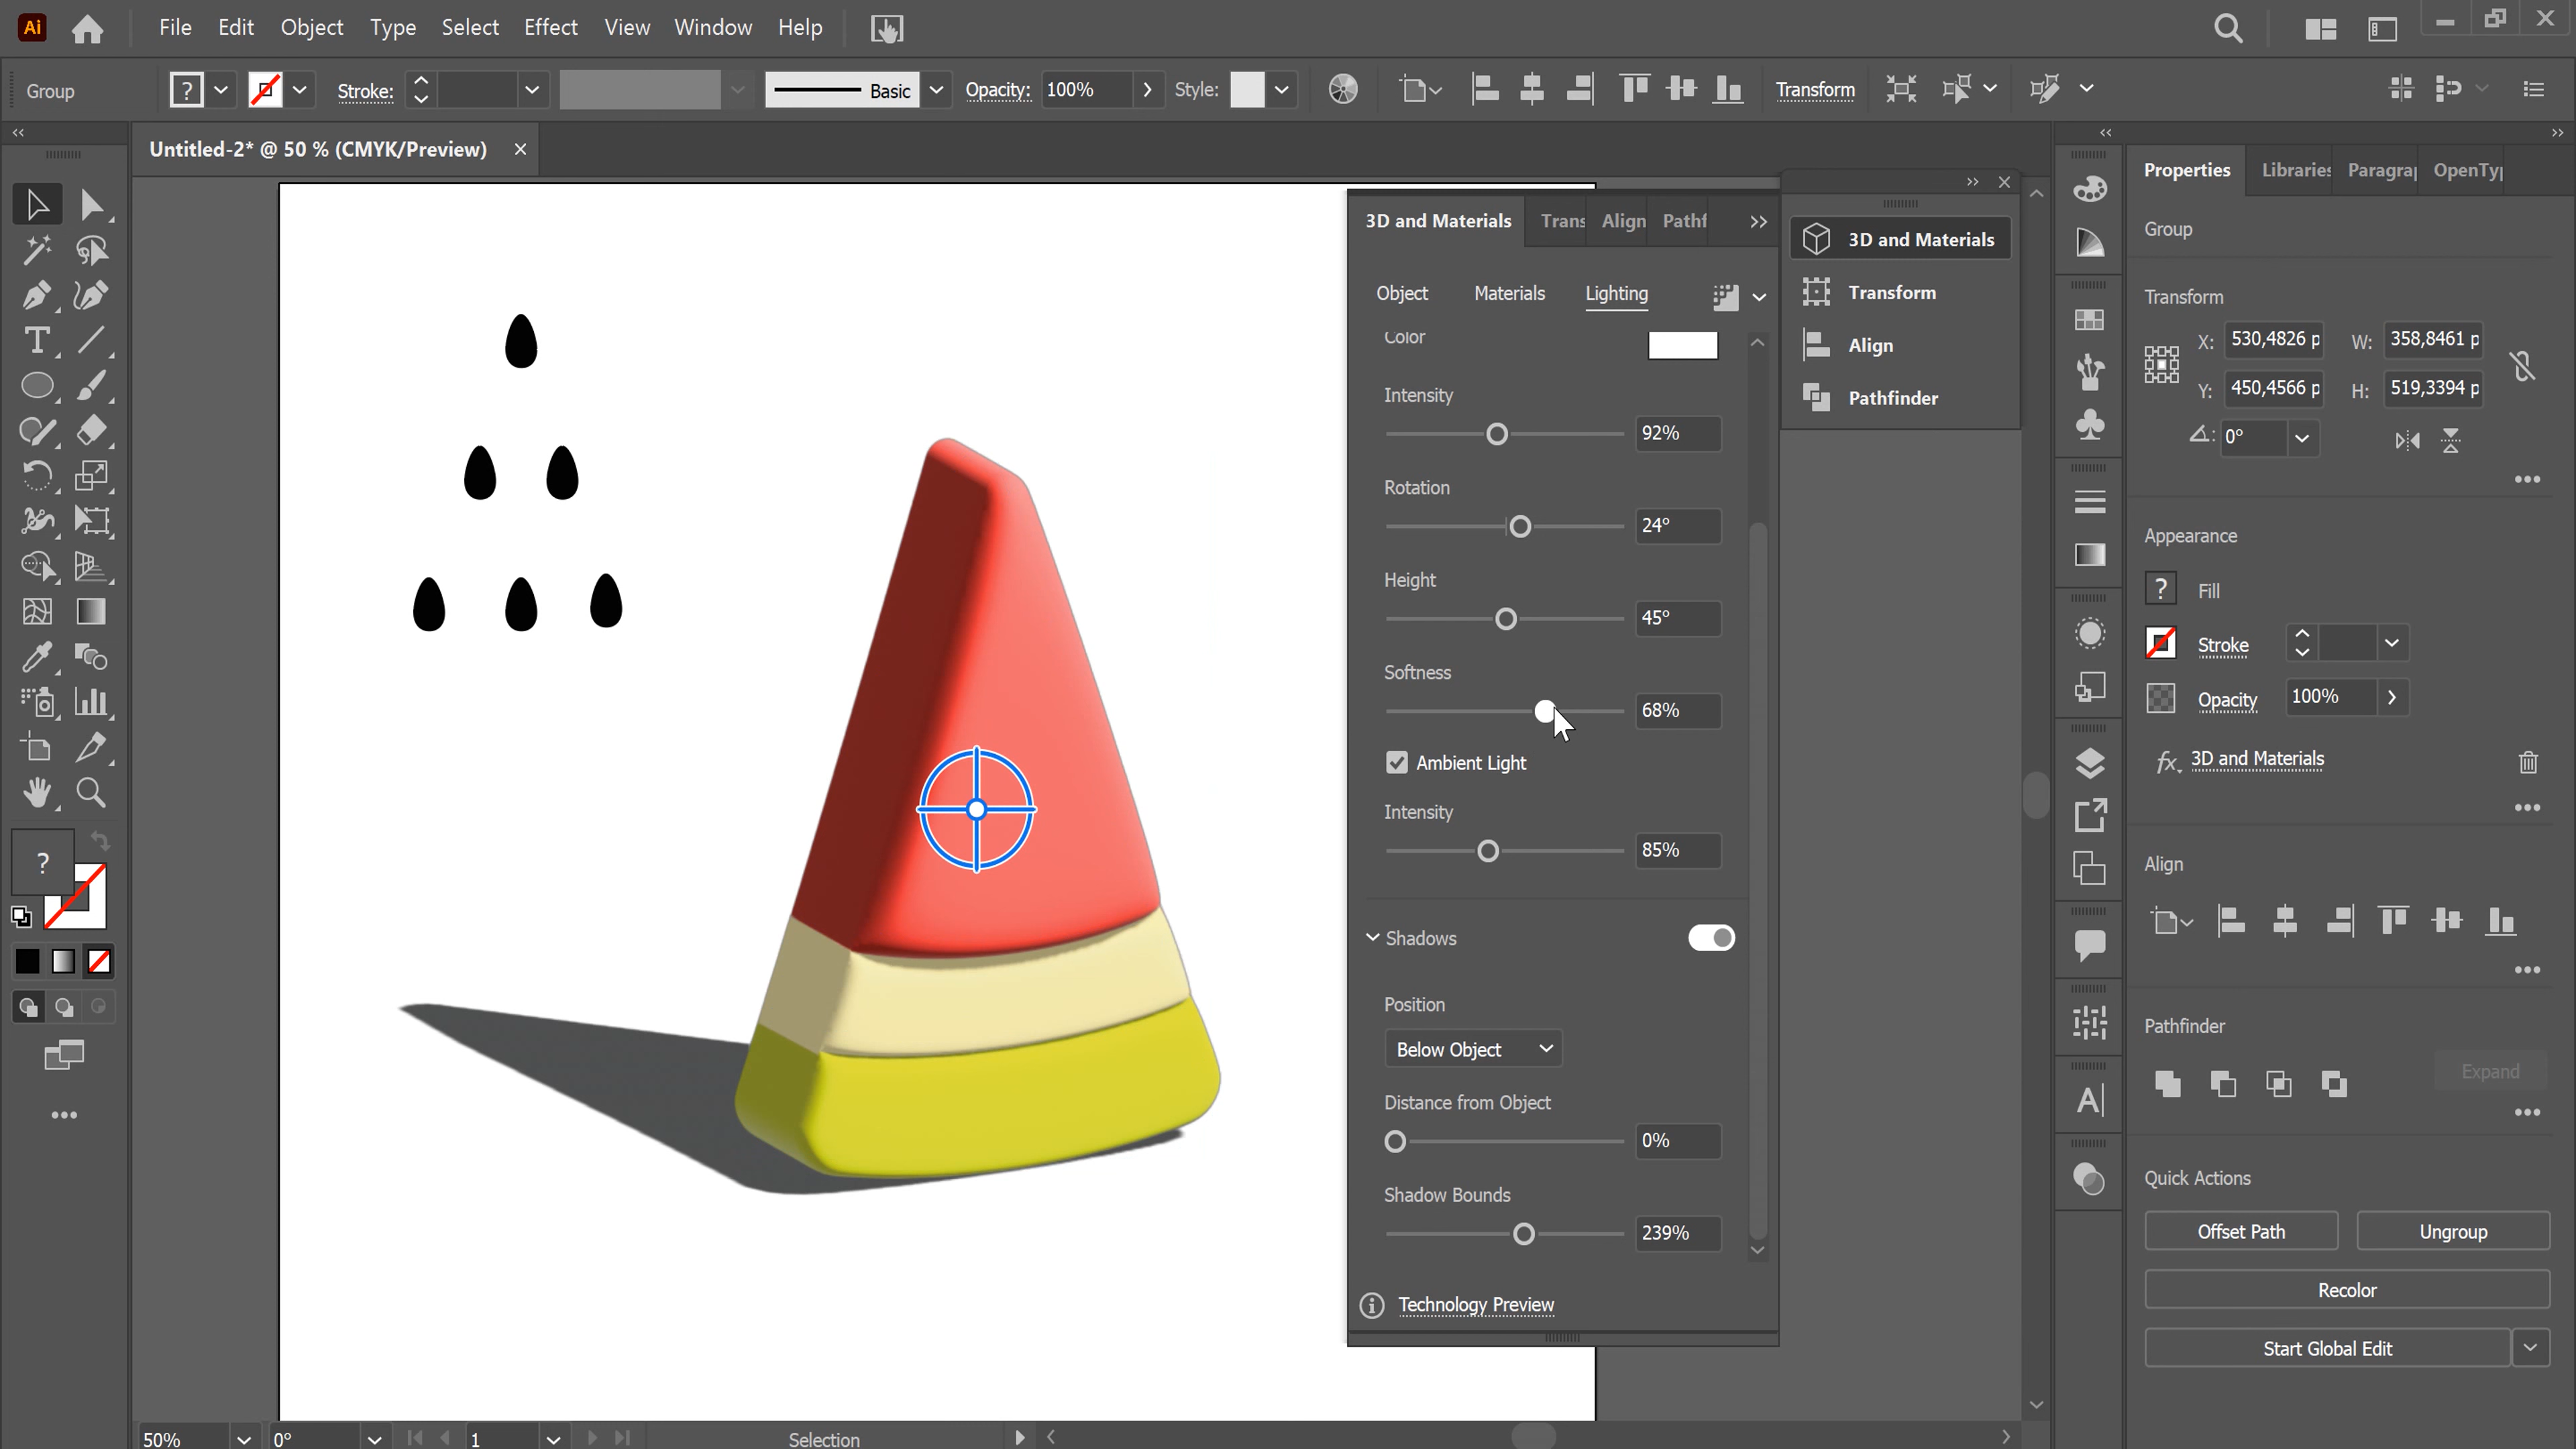 Ai File Edit Object Type Select Effect View Window Help
Group ? Stroke: Basic Opacity: 100% Style: Transform
Untitled-2* @ 50 % (CMYK/Preview)
3D and Materials Trans Align Pathf
Object Materials Lighting
Color
Intensity
92%
Rotation
24°
Height
45°
Softness
68%
Ambient Light
Intensity
85%
Shadows
Position
Below Object
Distance from Object
0%
Shadow Bounds
239%
Technology Preview
3D and Materials
Transform
Align
Pathfinder
Properties Libraries Paragra OpenTy
Group
Transform
X: 530,4826 p W: 358,8461 p
Y: 450,4566 p H: 519,3394 p
0°
Appearance
? Fill
Stroke
Opacity 100%
fx 3D and Materials
Align
Pathfinder
Expand
Quick Actions
Offset Path Ungroup
Recolor
Start Global Edit
?
50% 0° 1 Selection